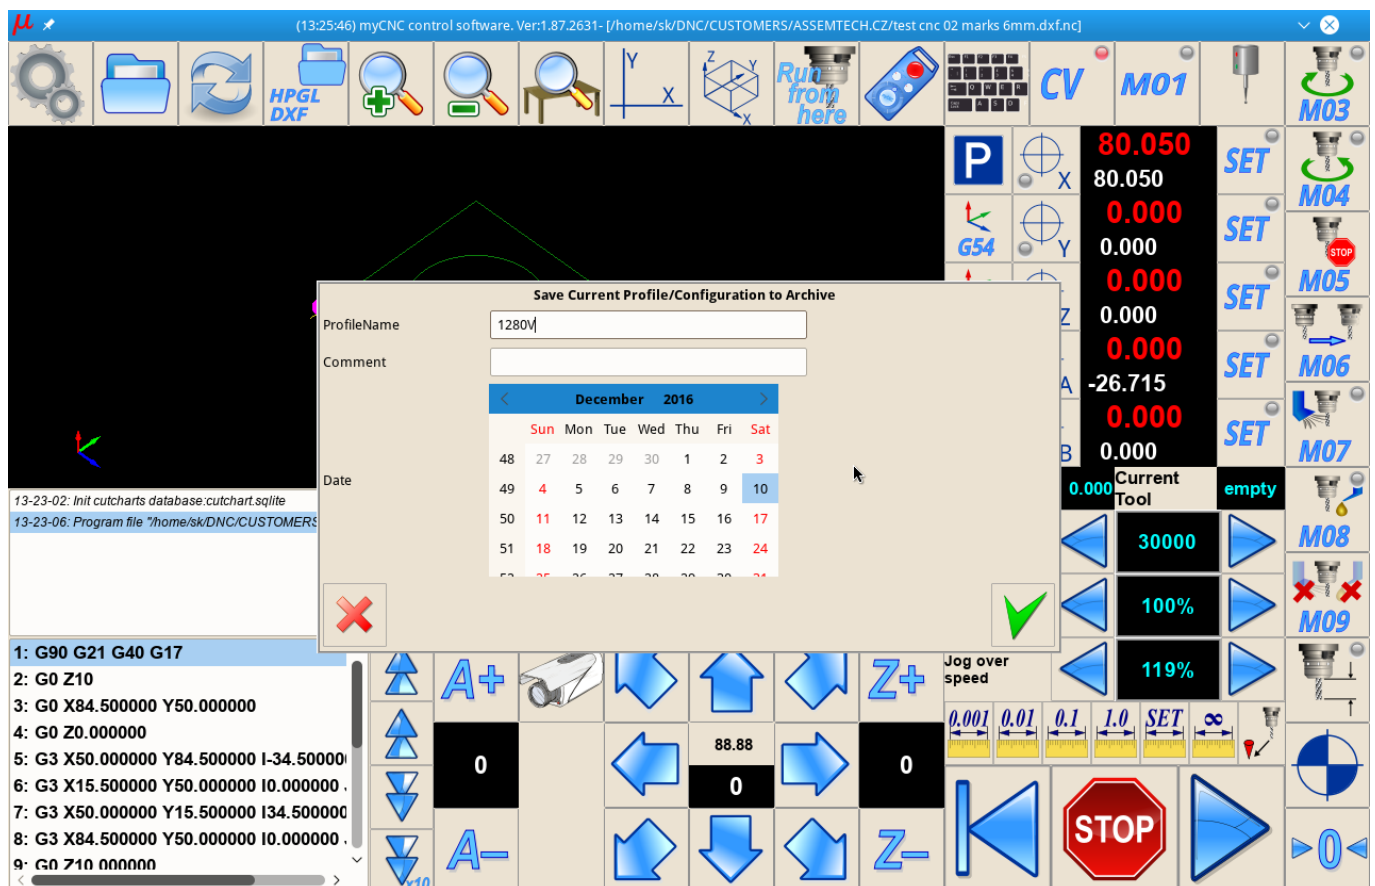 μ
(13:25:46) myCNC control software. Ver:1.87.2631- [/home/sk/DNC/CUSTOMERS/ASSEMTECH.CZ/test cnc 02 marks 6mm.dxf.nc]
HPGL
DXF
Y
X
Z
Y
X
Run
from
here
Q W E R
A S D
CV
M01
M03
P
X
80.050
80.050
SET
M04
G54
Y
0.000
0.000
SET
STOP
M05
Z
0.000
0.000
SET
M06
A
0.000
-26.715
SET
M07
B
0.000
0.000
SET
Save Current Profile/Configuration to Archive
ProfileName
1280V
Comment
Date
December 2016
Sun Mon Tue Wed Thu Fri Sat
48 27 28 29 30 1 2 3
49 4 5 6 7 8 9 10
50 11 12 13 14 15 16 17
51 18 19 20 21 22 23 24
13-23-02: Init cutcharts database:cutchart.sqlite
13-23-06: Program file "/home/sk/DNC/CUSTOMERS
0.000
Current
Tool
empty
M08
30000
100%
M09
Jog over
speed
119%
1: G90 G21 G40 G17
2: G0 Z10
3: G0 X84.500000 Y50.000000
4: G0 Z0.000000
5: G3 X50.000000 Y84.500000 I-34.50000
6: G3 X15.500000 Y50.000000 I0.000000
7: G3 X50.000000 Y15.500000 I34.500000
8: G3 X84.500000 Y50.000000 I0.000000
9: G0 Z10.000000
x10
A+
0
A−
88.88
0
Z+
0
Z−
0.001 0.01 0.1 1.0 SET ∞
STOP
0